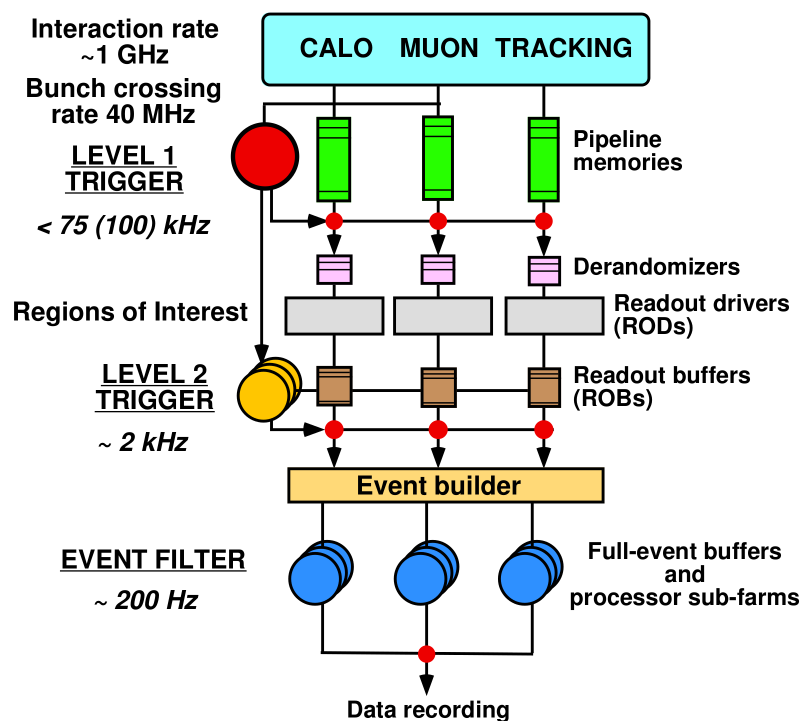 Interaction rate
~1 GHz
CALO MUON TRACKING
Bunch crossing
rate 40 MHz
LEVEL 1
TRIGGER
Pipeline
memories
< 75 (100) kHz
Derandomizers
Regions of Interest
Readout drivers
(RODs)
LEVEL 2
TRIGGER
Readout buffers
(ROBs)
~ 2 kHz
Event builder
EVENT FILTER
~ 200 Hz
Full-event buffers
and
processor sub-farms
Data recording